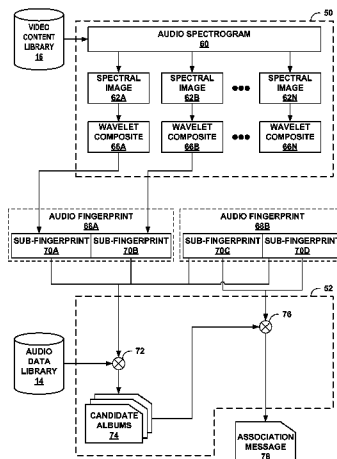 VIDEO
CONTENT
LIBRARY
16
50
AUDIO SPECTROGRAM
60
SPECTRAL
IMAGE
62A
SPECTRAL
IMAGE
62B
SPECTRAL
IMAGE
62N
WAVELET
COMPOSITE
66A
WAVELET
COMPOSITE
66B
WAVELET
COMPOSITE
66N
AUDIO FINGERPRINT
68A
SUB-FINGERPRINT
70A
SUB-FINGERPRINT
70B
AUDIO FINGERPRINT
68B
SUB-FINGERPRINT
70C
SUB-FINGERPRINT
70D
52
76
72
AUDIO
DATA
LIBRARY
14
CANDIDATE
ALBUMS
74
ASSOCIATION
MESSAGE
78